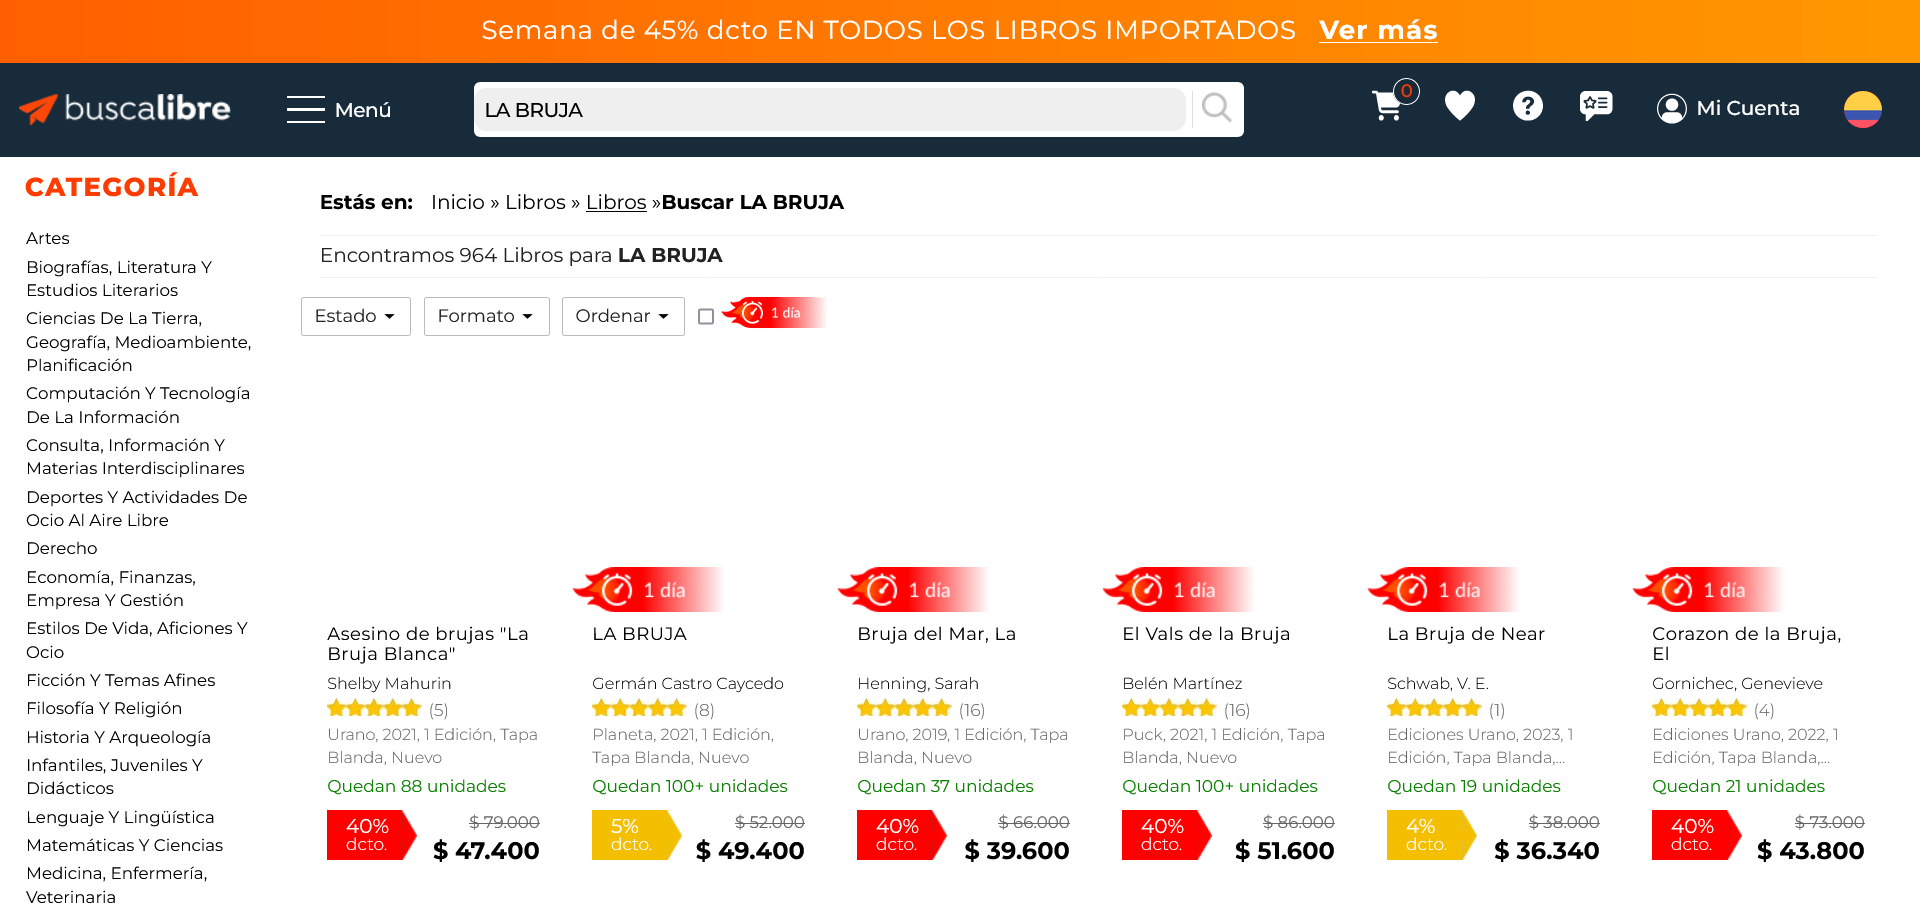 Semana de 45% dcto EN TODOS LOS LIBROS IMPORTADOS Ver más
buscalibre
Menú
LA BRUJA
0
Mi Cuenta
CATEGORÍA
Artes
Biografías, Literatura Y
Estudios Literarios
Ciencias De La Tierra,
Geografía, Medioambiente,
Planificación
Computación Y Tecnología
De La Información
Consulta, Información Y
Materias Interdisciplinares
Deportes Y Actividades De
Ocio Al Aire Libre
Derecho
Economía, Finanzas,
Empresa Y Gestión
Estilos De Vida, Aficiones Y
Ocio
Ficción Y Temas Afines
Filosofía Y Religión
Historia Y Arqueología
Infantiles, Juveniles Y
Didácticos
Lenguaje Y Lingüística
Matemáticas Y Ciencias
Medicina, Enfermería,
Veterinaria
Estás en: Inicio » Libros » Libros »Buscar LA BRUJA
Encontramos 964 Libros para LA BRUJA
Estado
Formato
Ordenar
1 día
Asesino de brujas "La
Bruja Blanca"
Shelby Mahurin
(5)
Urano, 2021, 1 Edición, Tapa
Blanda, Nuevo
Quedan 88 unidades
40%
dcto.
$ 79.000
$ 47.400
1 día
LA BRUJA
Germán Castro Caycedo
(8)
Planeta, 2021, 1 Edición,
Tapa Blanda, Nuevo
Quedan 100+ unidades
5%
dcto.
$ 52.000
$ 49.400
1 día
Bruja del Mar, La
Henning, Sarah
(16)
Urano, 2019, 1 Edición, Tapa
Blanda, Nuevo
Quedan 37 unidades
40%
dcto.
$ 66.000
$ 39.600
1 día
El Vals de la Bruja
Belén Martínez
(16)
Puck, 2021, 1 Edición, Tapa
Blanda, Nuevo
Quedan 100+ unidades
40%
dcto.
$ 86.000
$ 51.600
1 día
La Bruja de Near
Schwab, V. E.
(1)
Ediciones Urano, 2023, 1
Edición, Tapa Blanda,...
Quedan 19 unidades
4%
dcto.
$ 38.000
$ 36.340
1 día
Corazon de la Bruja,
El
Gornichec, Genevieve
(4)
Ediciones Urano, 2022, 1
Edición, Tapa Blanda,...
Quedan 21 unidades
40%
dcto.
$ 73.000
$ 43.800